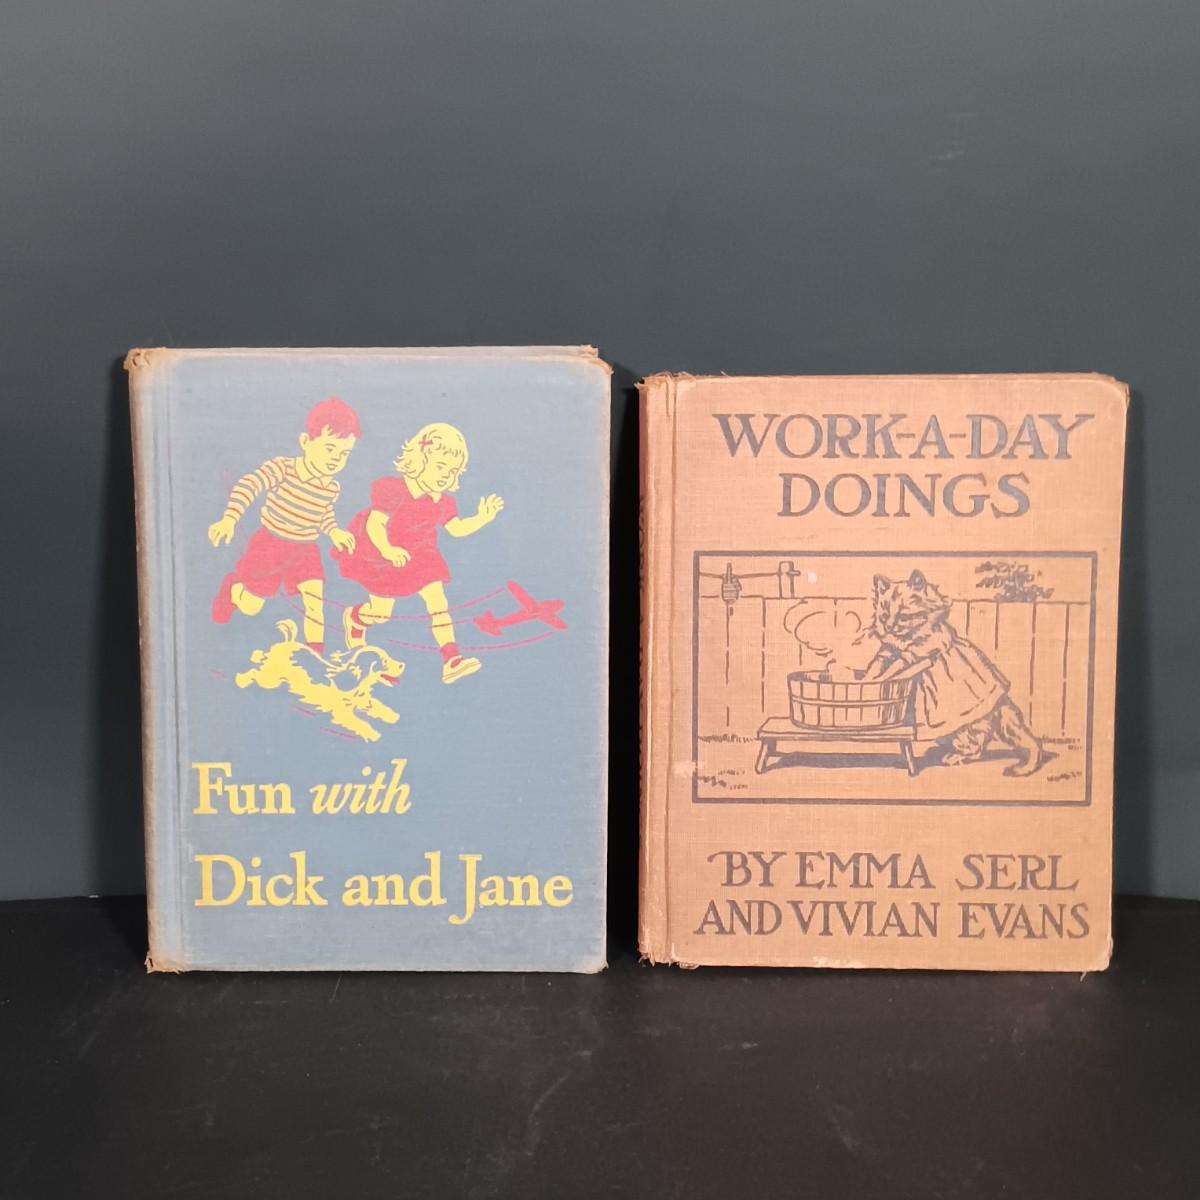 Fun with
Dick and Jane
WORK-A-DAY
DOINGS
BY EMMA SERL
AND VIVIAN EVANS